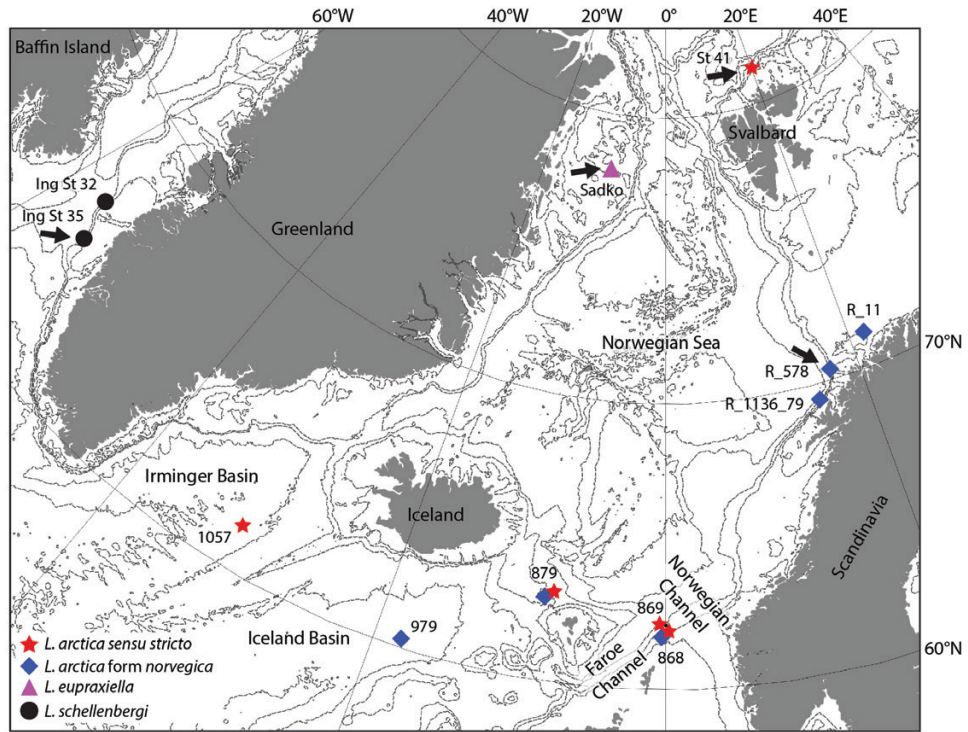 60°W
40°W
20°W
0°
20°E
40°E
Baffin Island
St 41
Svalbard
Ing St 32
Sadko
Ing St 35
Greenland
R_11
Norwegian Sea
70°N
R_578
R_1136_79
Irminger Basin
1057
Iceland
Scandinavia
879
869
Norwegian
Channel
979
Iceland Basin
868
Faroe
Channel
60°N
L. arctica sensu stricto
L. arctica form norvegica
L. eupraxiella
L. schellenbergi